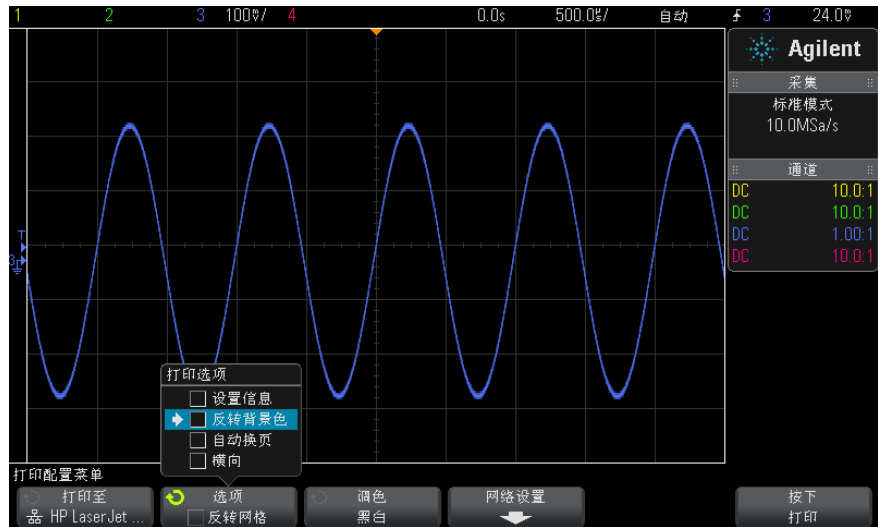 1 2 3 100▿/ 4 0.0s 500.0㎲/ 自动 3 24.0▿
Agilent
采集
标准模式
10.0MSa/s
通道
DC 10.0:1
DC 10.0:1
DC 1.00:1
DC 10.0:1
T
3
打印选项
设置信息
反转背景色
自动换页
横向
打印配置菜单
打印至
HP LaserJet ...
选项
反转网格
调色
黑白
网络设置
按下
打印